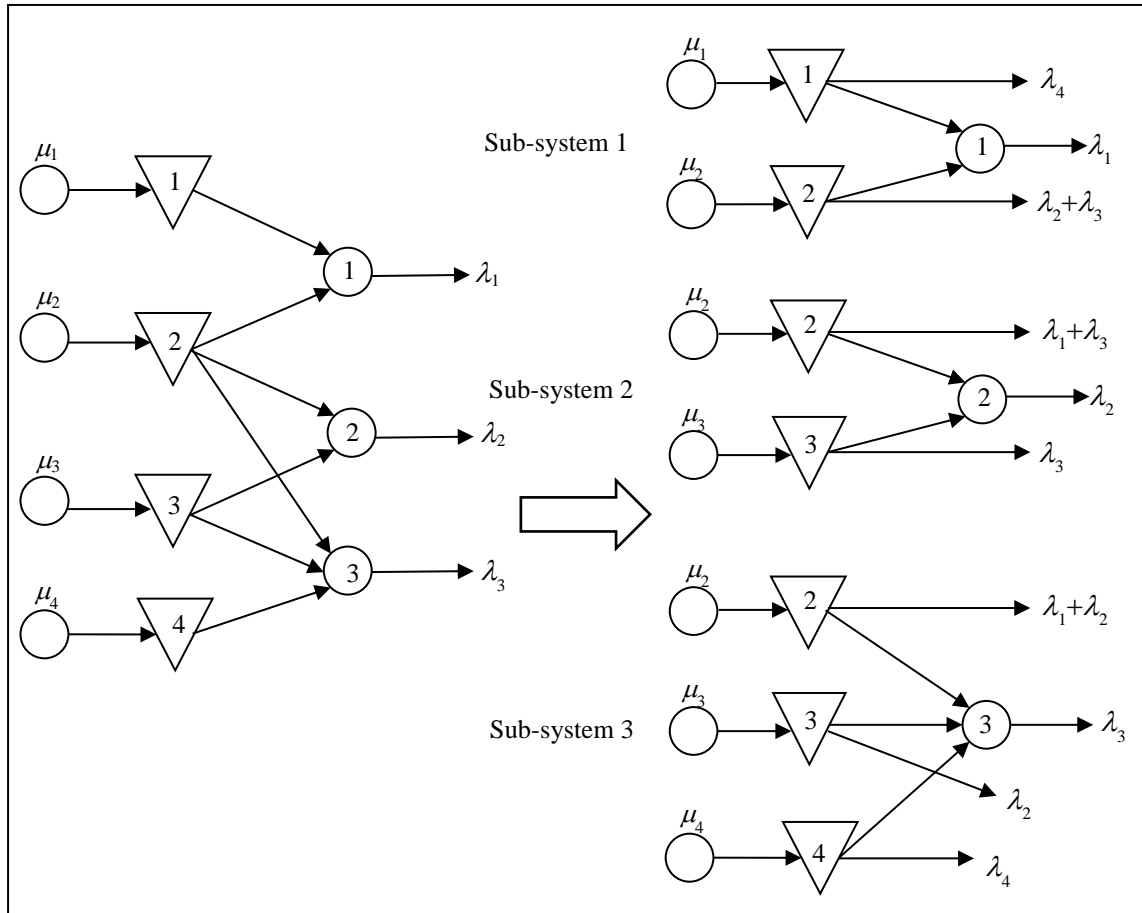 μ₁
1
μ₂
2
μ₃
3
μ₄
4
1
λ₁
2
λ₂
3
λ₃
Sub-system 1
μ₁
1
λ₄
1
λ₁
μ₂
2
λ₂+λ₃
Sub-system 2
μ₂
2
λ₁+λ₃
2
λ₂
μ₃
3
λ₃
Sub-system 3
μ₂
2
λ₁+λ₂
μ₃
3
3
λ₃
λ₂
μ₄
4
λ₄